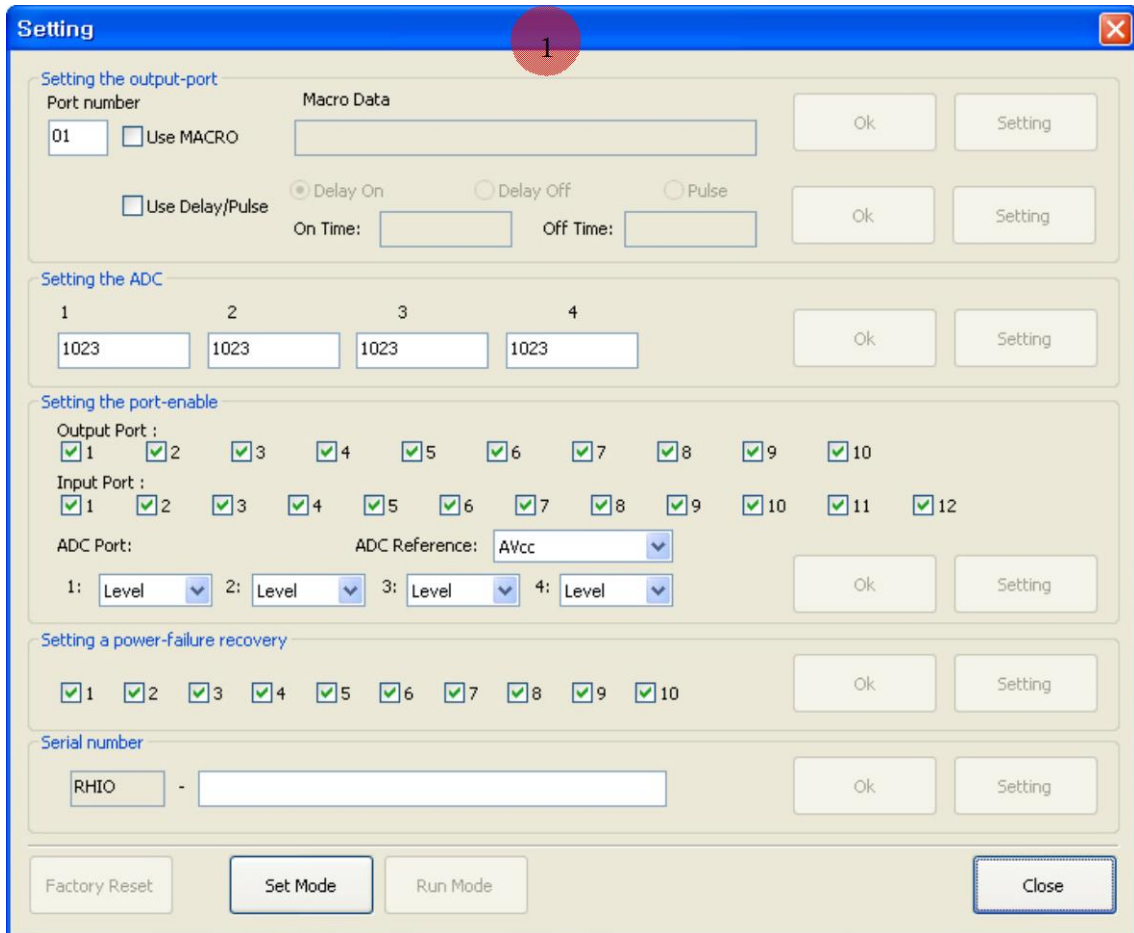 Setting
1
Setting the output-port
Port number Macro Data
01 Use MACRO Ok Setting
Delay On Delay Off Pulse
Use Delay/Pulse Ok Setting
On Time: Off Time:
Setting the ADC
1 2 3 4
1023 1023 1023 1023 Ok Setting
Setting the port-enable
Output Port :
1 2 3 4 5 6 7 8 9 10
Input Port :
1 2 3 4 5 6 7 8 9 10 11 12
ADC Port: ADC Reference: AVcc
1: Level 2: Level 3: Level 4: Level Ok Setting
Setting a power-failure recovery
1 2 3 4 5 6 7 8 9 10 Ok Setting
Serial number
RHIO - Ok Setting
Factory Reset Set Mode Run Mode Close